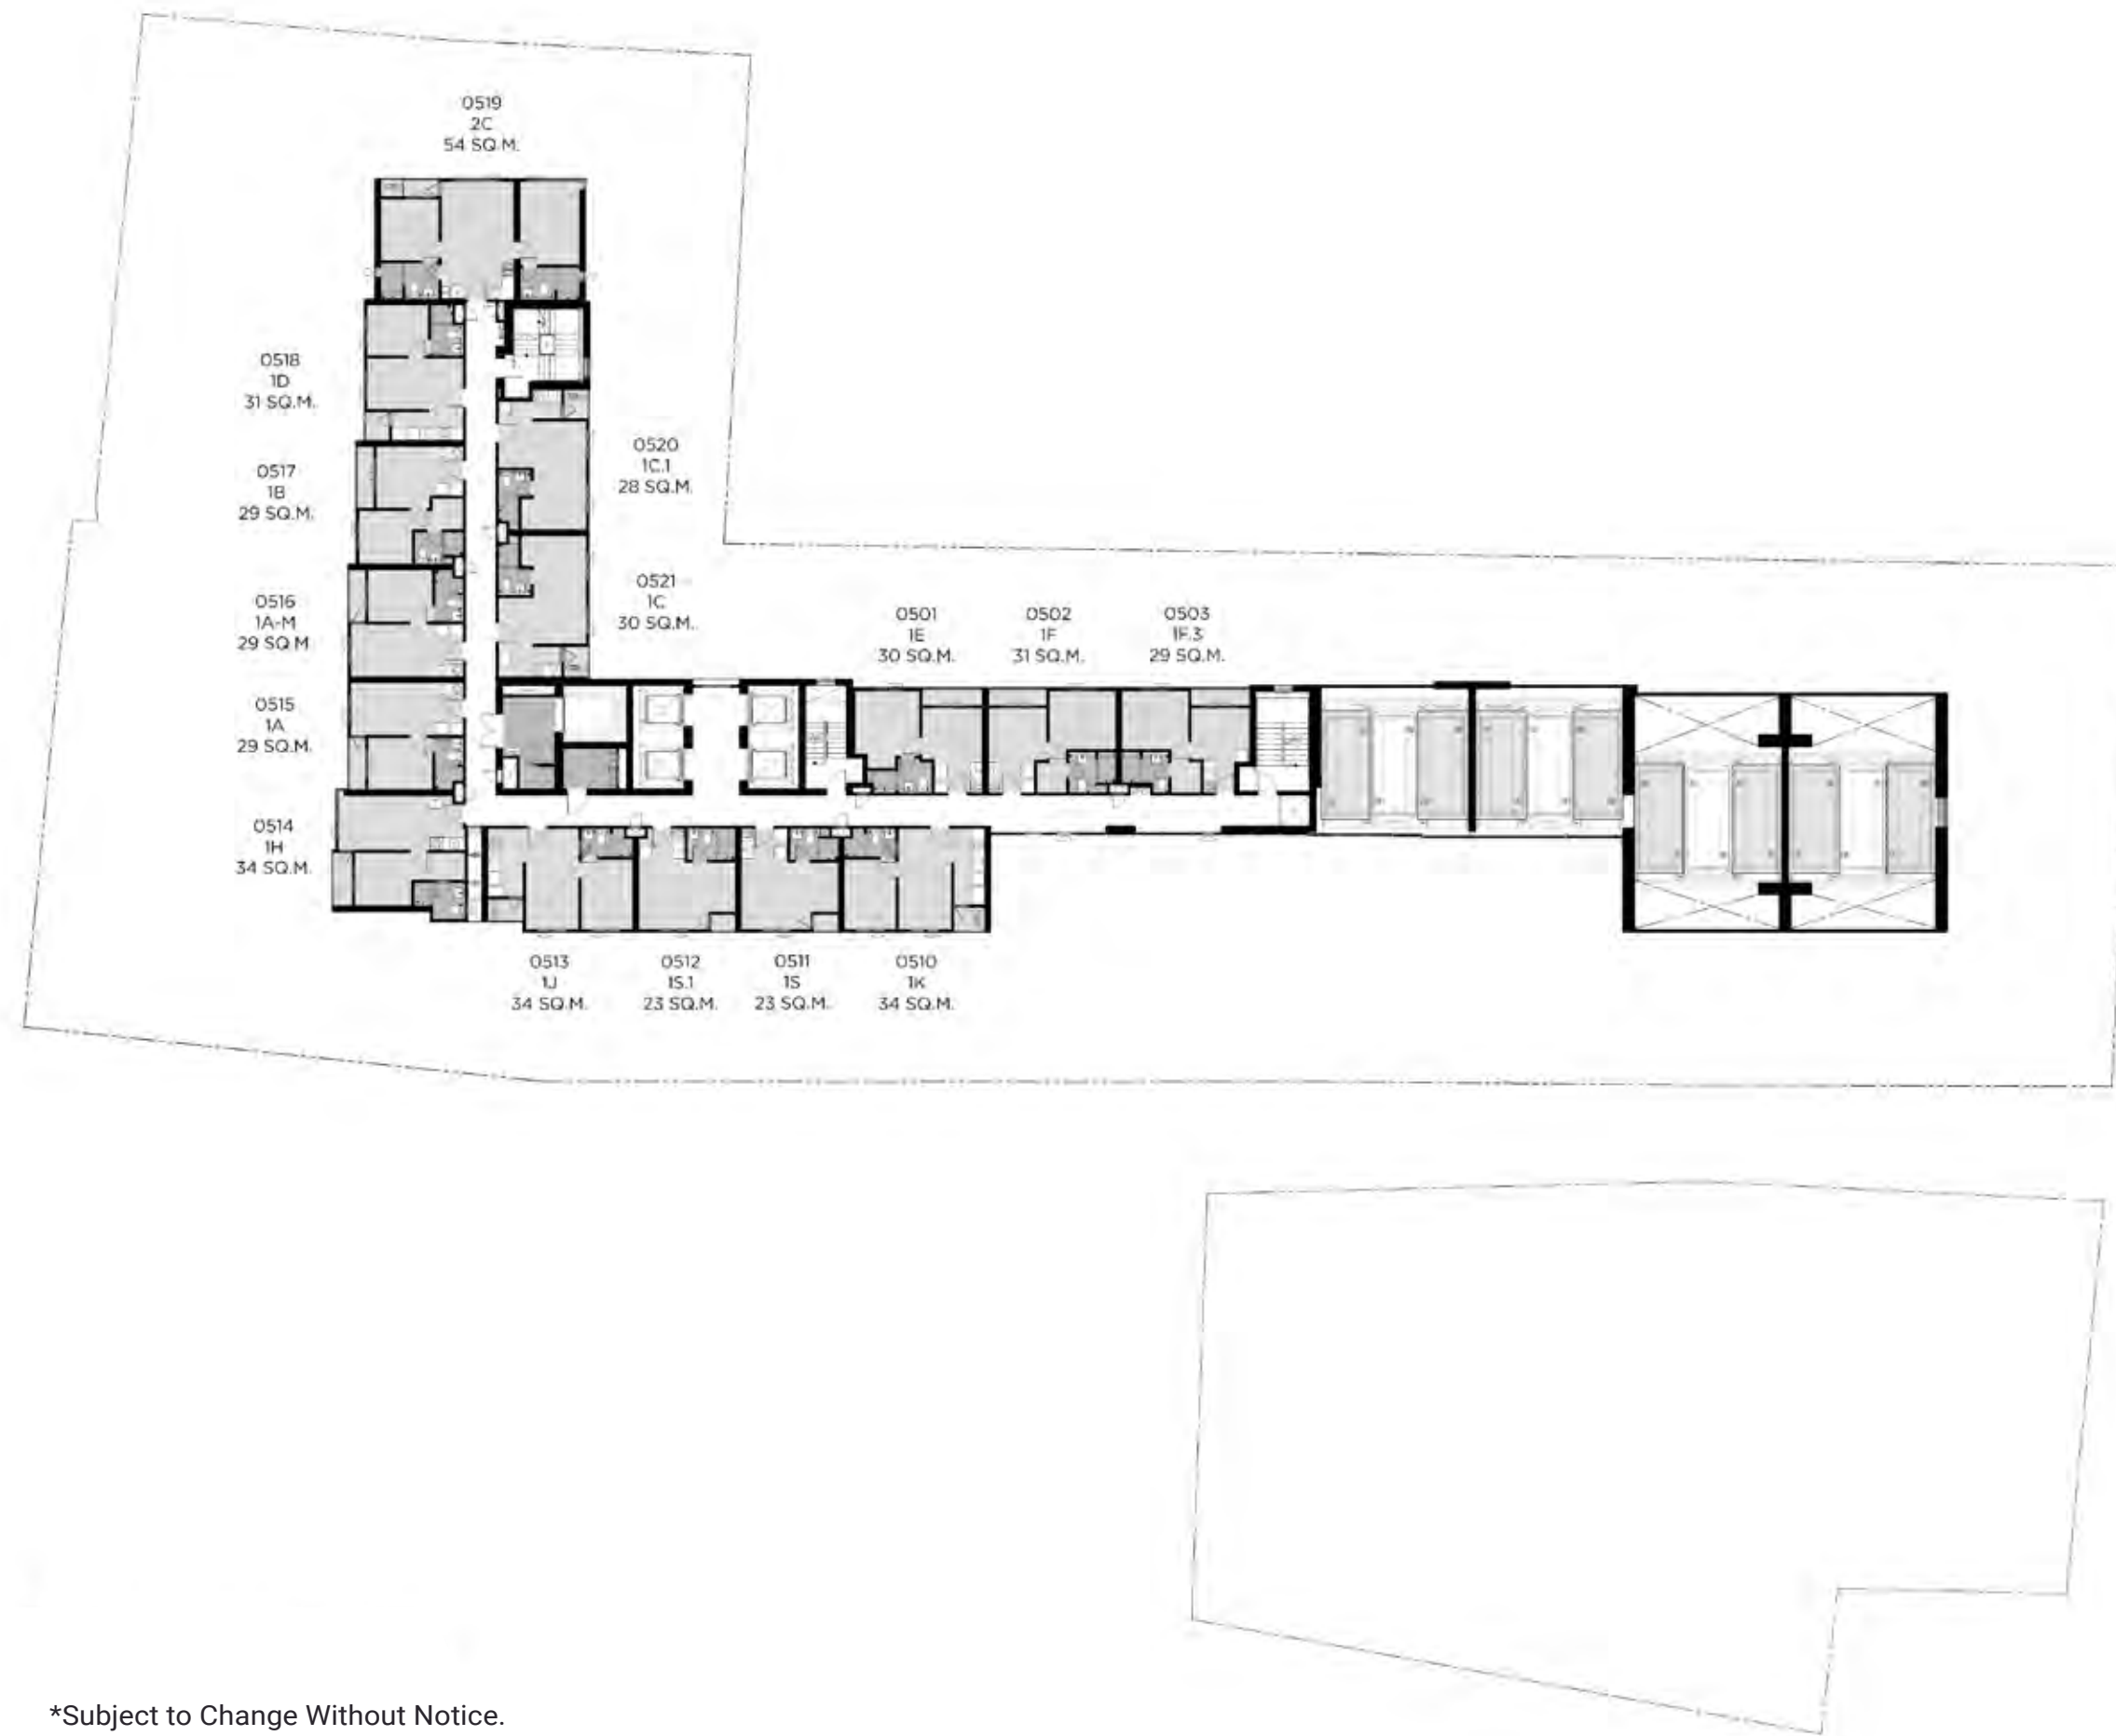 0519
2C
54 SQ.M.
0518
1D
31 SQ.M.
0520
1C.1
28 SQ.M.
0517
1B
29 SQ.M.
0521
1C
30 SQ.M.
0516
1A-M
29 SQ.M
0501
1E
30 SQ.M.
0502
1F
31 SQ.M.
0503
1F.3
29 SQ.M.
0515
1A
29 SQ.M.
0514
1H
34 SQ.M.
0513
1J
34 SQ.M.
0512
1S.1
23 SQ.M.
0511
1S
23 SQ.M.
0510
1K
34 SQ.M.
*Subject to Change Without Notice.